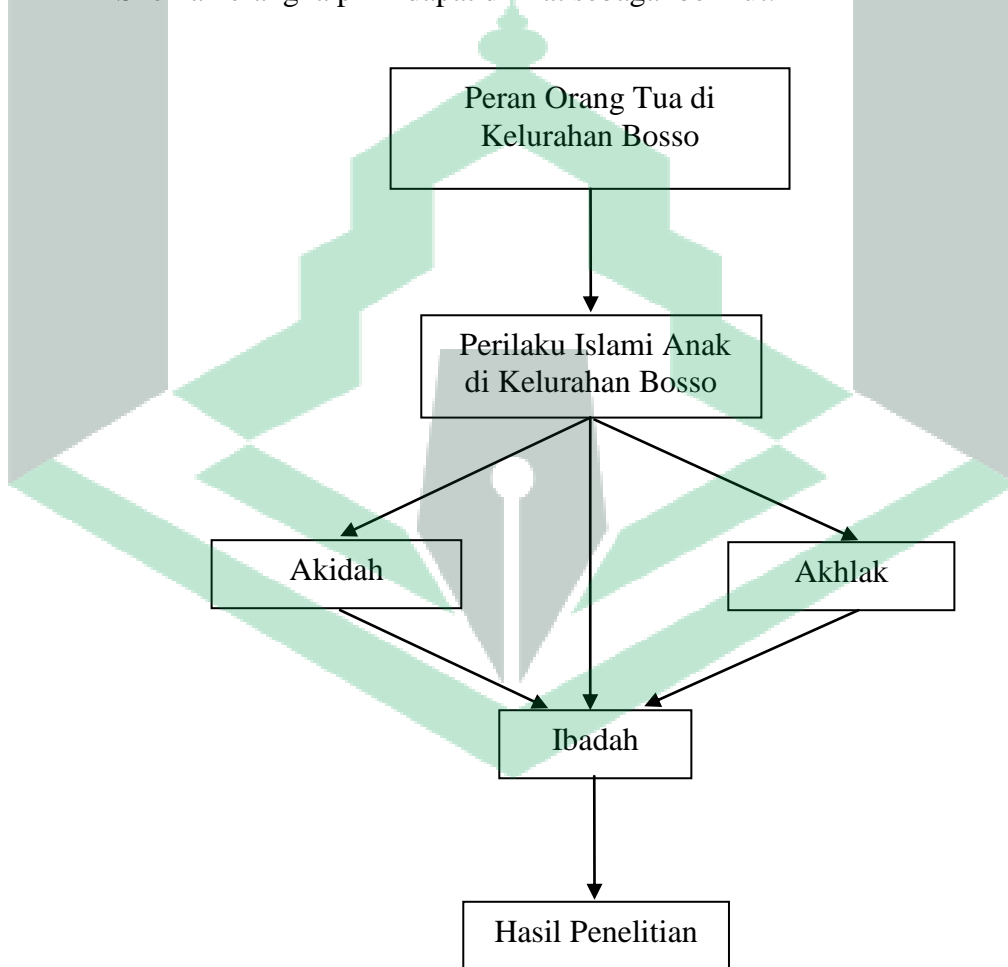 Peran Orang Tua di
Kelurahan Bosso
Perilaku Islami Anak
di Kelurahan Bosso
Akidah
Akhlak
Ibadah
Hasil Penelitian